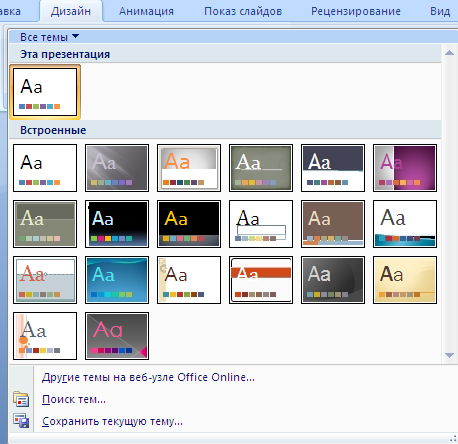 авка Дизайн Анимация Показ слайдов Рецензирование Вид
Все темы
Эта презентация
Aa
Встроенные
Aa Aa Aa Aa Aa Aa
Aa Aa Aa Aa Aa Aa
Aa Aa Aa Aa Aa Aa
Aa Aa
Другие темы на веб-узле Office Online...
Поиск тем...
Сохранить текущую тему...